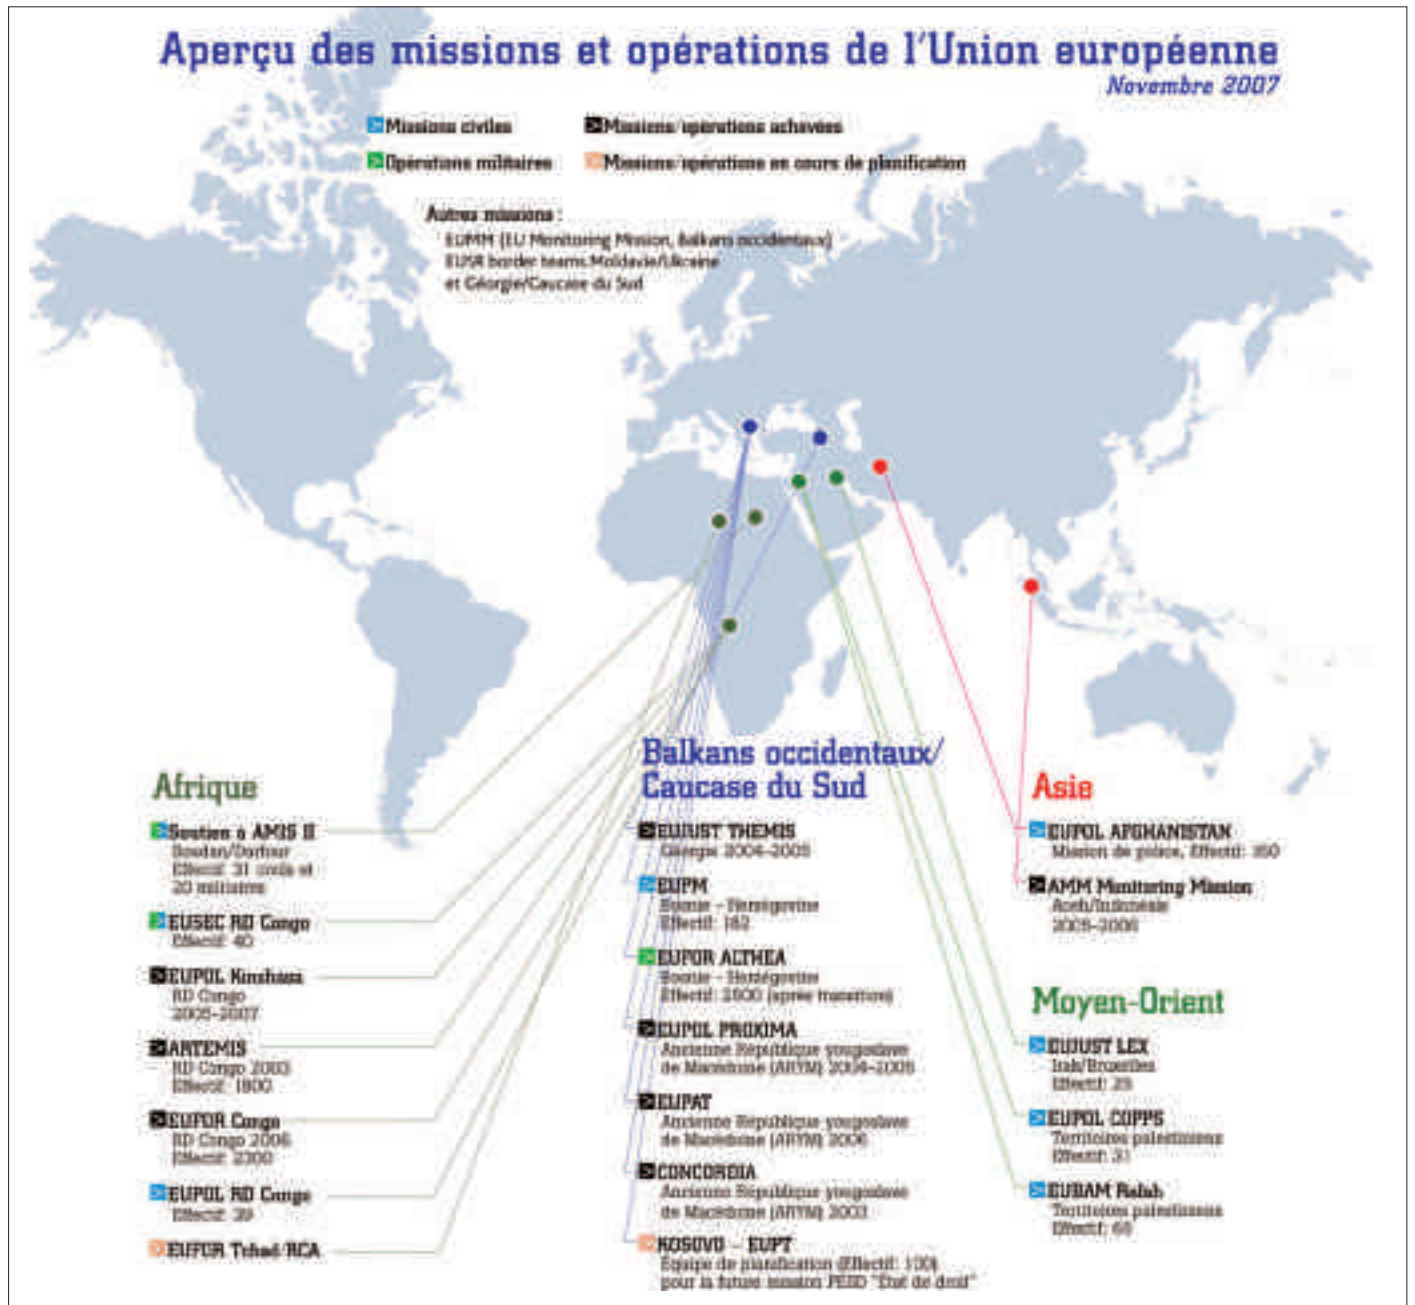 Aperçu des missions et opérations de l'Union européenne
Novembre 2007
Missions civiles
Missions/opérations achevées
Opérations militaires
Missions/opérations en cours de planification
Autres missions :
EUMM (EU Monitoring Mission, Balkans occidentaux)
EUSR border teams Moldavie/Ukraine
et Géorgie/Caucase du Sud
Afrique
Soutien à AMIS II
Soudan/Darfour
Effectif: 31 civils et
20 militaires
EUSEC RD Congo
Effectif: 40
EUPOL Kinshasa
RD Congo
2005-2007
ARTEMIS
RD Congo 2003
Effectif: 1800
EUFOR Congo
RD Congo 2006
Effectif: 2300
EUPOL RD Congo
Effectif: 39
EUFOR Tchad/RCA
Balkans occidentaux/
Caucase du Sud
EUJUST THEMIS
Géorgie 2004-2005
EUPM
Bosnie - Herzégovine
Effectif: 182
EUFOR ALTHEA
Bosnie - Herzégovine
Effectif: 2500 (après transition)
EUPOL PROXIMA
Ancienne République yougoslave
de Macédoine (ARYM) 2004-2005
EUPAT
Ancienne République yougoslave
de Macédoine (ARYM) 2006
CONCORDIA
Ancienne République yougoslave
de Macédoine (ARYM) 2003
KOSOVO - EUPT
Équipe de planification (Effectif: 100)
pour la future mission PESD "État de droit"
Asie
EUPOL AFGHANISTAN
Mission de police, Effectif: 160
AMM Monitoring Mission
Aceh/Indonésie
2005-2006
Moyen-Orient
EUJUST LEX
Irak/Bruxelles
Effectif: 25
EUPOL COPPS
Territoires palestiniens
Effectif: 31
EUBAM Rafah
Territoires palestiniens
Effectif: